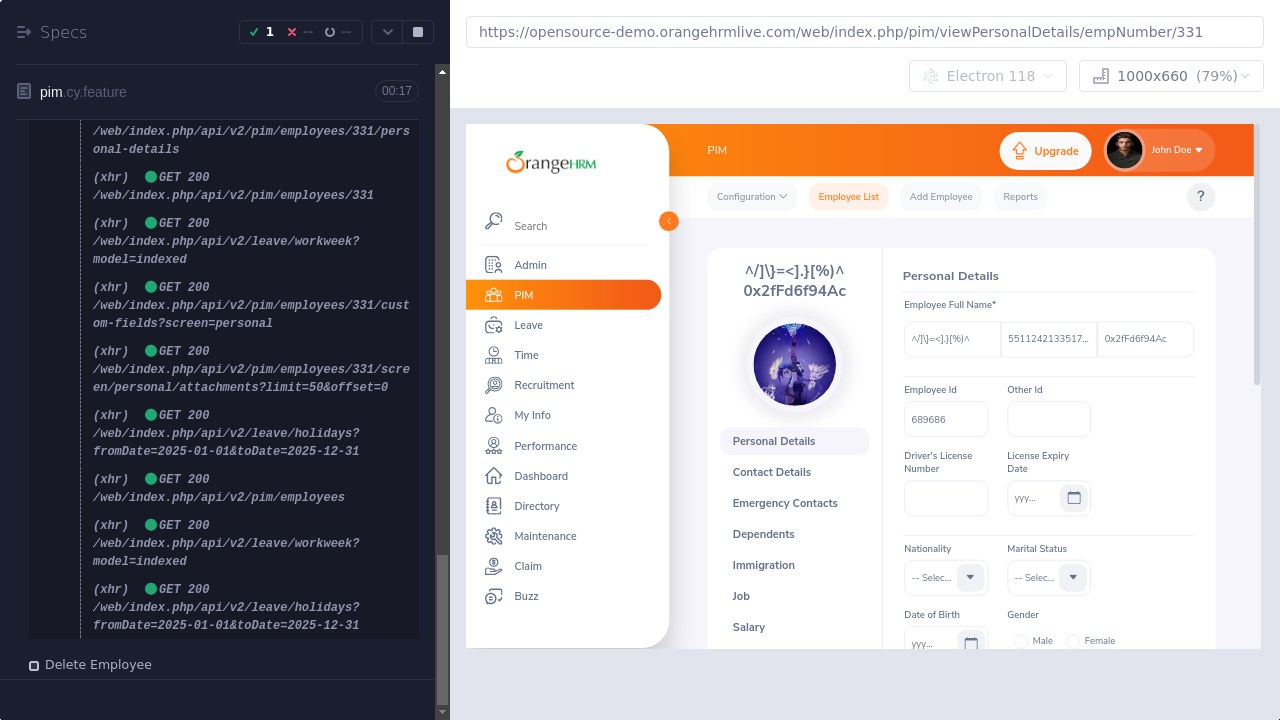 Specs
1
--
--
pim.cy.feature
00:17
/web/index.php/api/v2/pim/employees/331/pers
onal-details
(xhr) GET 200
/web/index.php/api/v2/pim/employees/331
(xhr) GET 200
/web/index.php/api/v2/leave/workweek?
model=indexed
(xhr) GET 200
/web/index.php/api/v2/pim/employees/331/cust
om-fields?screen=personal
(xhr) GET 200
/web/index.php/api/v2/pim/employees/331/scre
en/personal/attachments?limit=50&offset=0
(xhr) GET 200
/web/index.php/api/v2/leave/holidays?
fromDate=2025-01-01&toDate=2025-12-31
(xhr) GET 200
/web/index.php/api/v2/pim/employees
(xhr) GET 200
/web/index.php/api/v2/leave/workweek?
model=indexed
(xhr) GET 200
/web/index.php/api/v2/leave/holidays?
fromDate=2025-01-01&toDate=2025-12-31
Delete Employee
https://opensource-demo.orangehrmlive.com/web/index.php/pim/viewPersonalDetails/empNumber/331
Electron 118
1000x660 (79%)
OrangeHRM
Search
Admin
PIM
Leave
Time
Recruitment
My Info
Performance
Dashboard
Directory
Maintenance
Claim
Buzz
PIM
Upgrade
John Doe
Configuration
Employee List
Add Employee
Reports
?
^/]\}=<].}[%)^
0x2fFd6f94Ac
Personal Details
Contact Details
Emergency Contacts
Dependents
Immigration
Job
Salary
Personal Details
Employee Full Name*
^/]\}=<].}[%)^
5511242133517...
0x2fFd6f94Ac
Employee Id
Other Id
689686
Driver's License
Number
License Expiry
Date
yyy...
Nationality
Marital Status
-- Selec...
-- Selec...
Date of Birth
Gender
yyy...
Male
Female